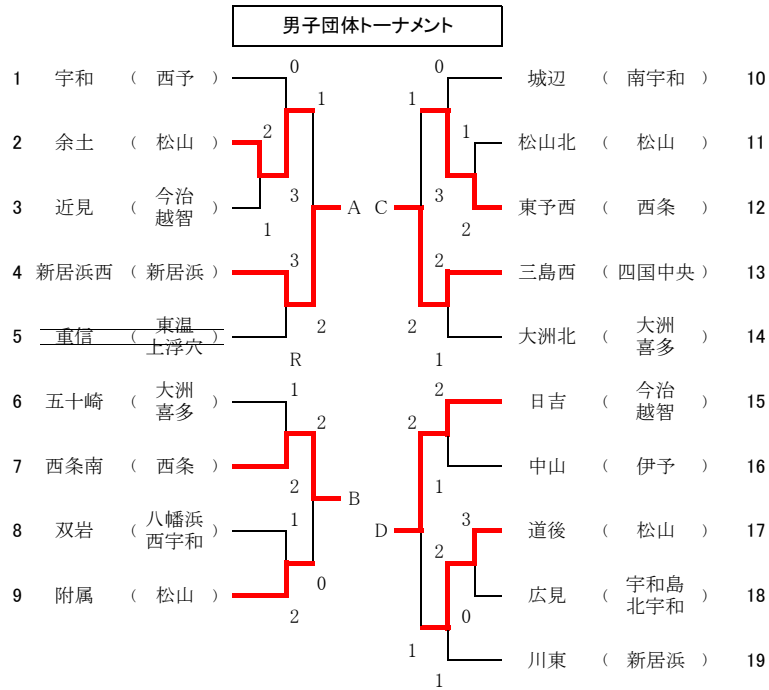 男子団体トーナメント
1 宇和 （ 西予 ）
2 余土 （ 松山 ）
3 近見 （ 今治 越智 ）
4 新居浜西 （ 新居浜 ）
5 重信 （ 東温 上浮穴 ）
6 五十崎 （ 大洲 喜多 ）
7 西条南 （ 西条 ）
8 双岩 （ 八幡浜 西宇和 ）
9 附属 （ 松山 ）
0
1
2
3
1
3
2
R
A
1
2
2
1
B
0
2
城辺 （ 南宇和 ） 10
松山北 （ 松山 ） 11
東予西 （ 西条 ） 12
三島西 （ 四国中央 ） 13
大洲北 （ 大洲 喜多 ） 14
日吉 （ 今治 越智 ） 15
中山 （ 伊予 ） 16
道後 （ 松山 ） 17
広見 （ 宇和島 北宇和 ） 18
川東 （ 新居浜 ） 19
0
1
1
3
2
C
2
2
1
2
2
1
3
D
2
0
1
1